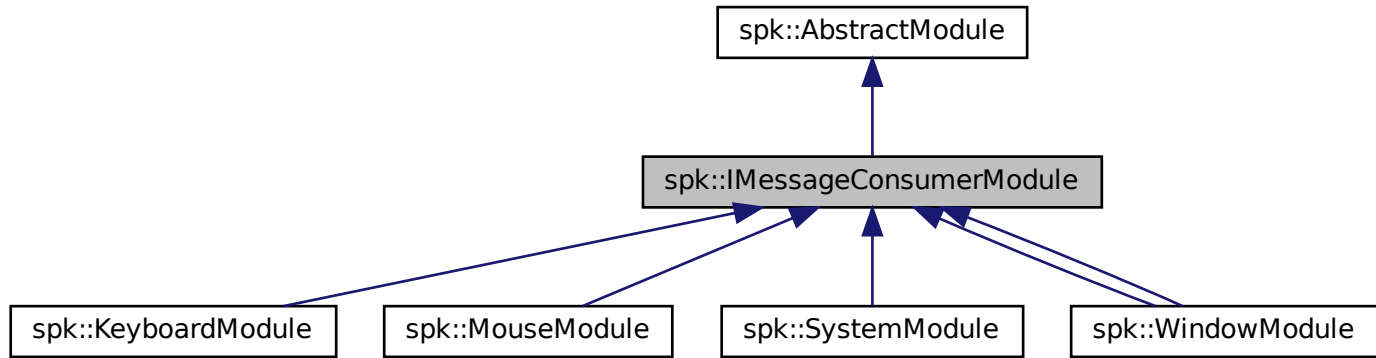 spk::AbstractModule
spk::IMessageConsumerModule
spk::KeyboardModule
spk::MouseModule
spk::SystemModule
spk::WindowModule